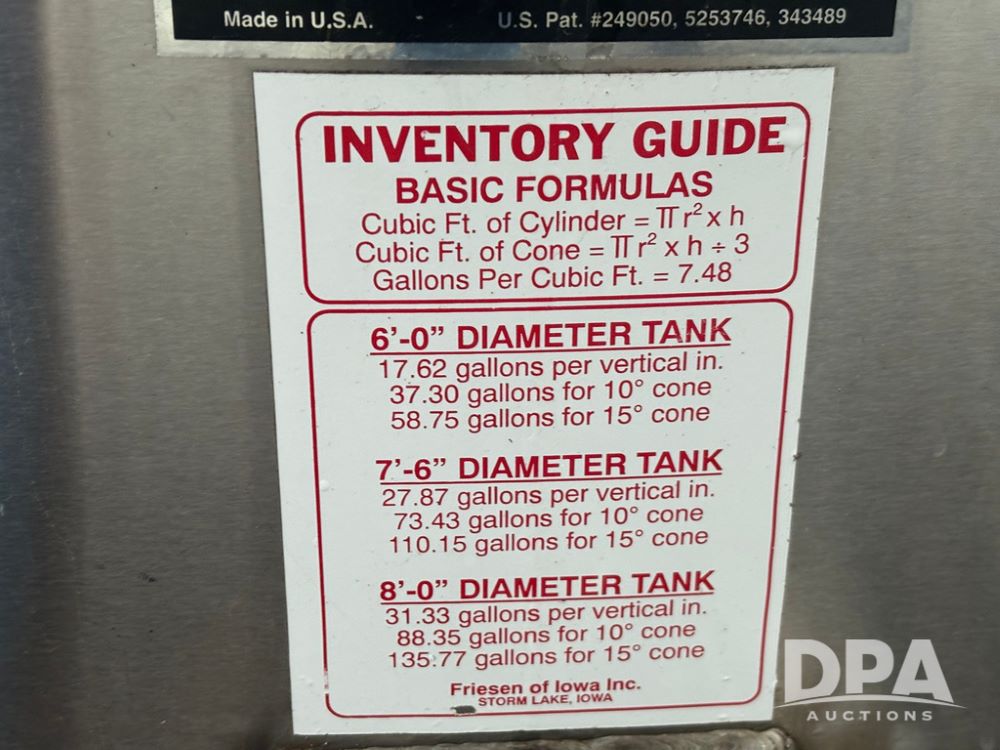 Made in U.S.A. U.S. Pat. #249050, 5253746, 343489
INVENTORY GUIDE
BASIC FORMULAS
Cubic Ft. of Cylinder = π r² x h
Cubic Ft. of Cone = π r² x h ÷ 3
Gallons Per Cubic Ft. = 7.48
6'-0" DIAMETER TANK
17.62 gallons per vertical in.
37.30 gallons for 10° cone
58.75 gallons for 15° cone
7'-6" DIAMETER TANK
27.87 gallons per vertical in.
73.43 gallons for 10° cone
110.15 gallons for 15° cone
8'-0" DIAMETER TANK
31.33 gallons per vertical in.
88.35 gallons for 10° cone
135.77 gallons for 15° cone
Friesen of Iowa Inc.
STORM LAKE, IOWA
DPA
AUCTIONS